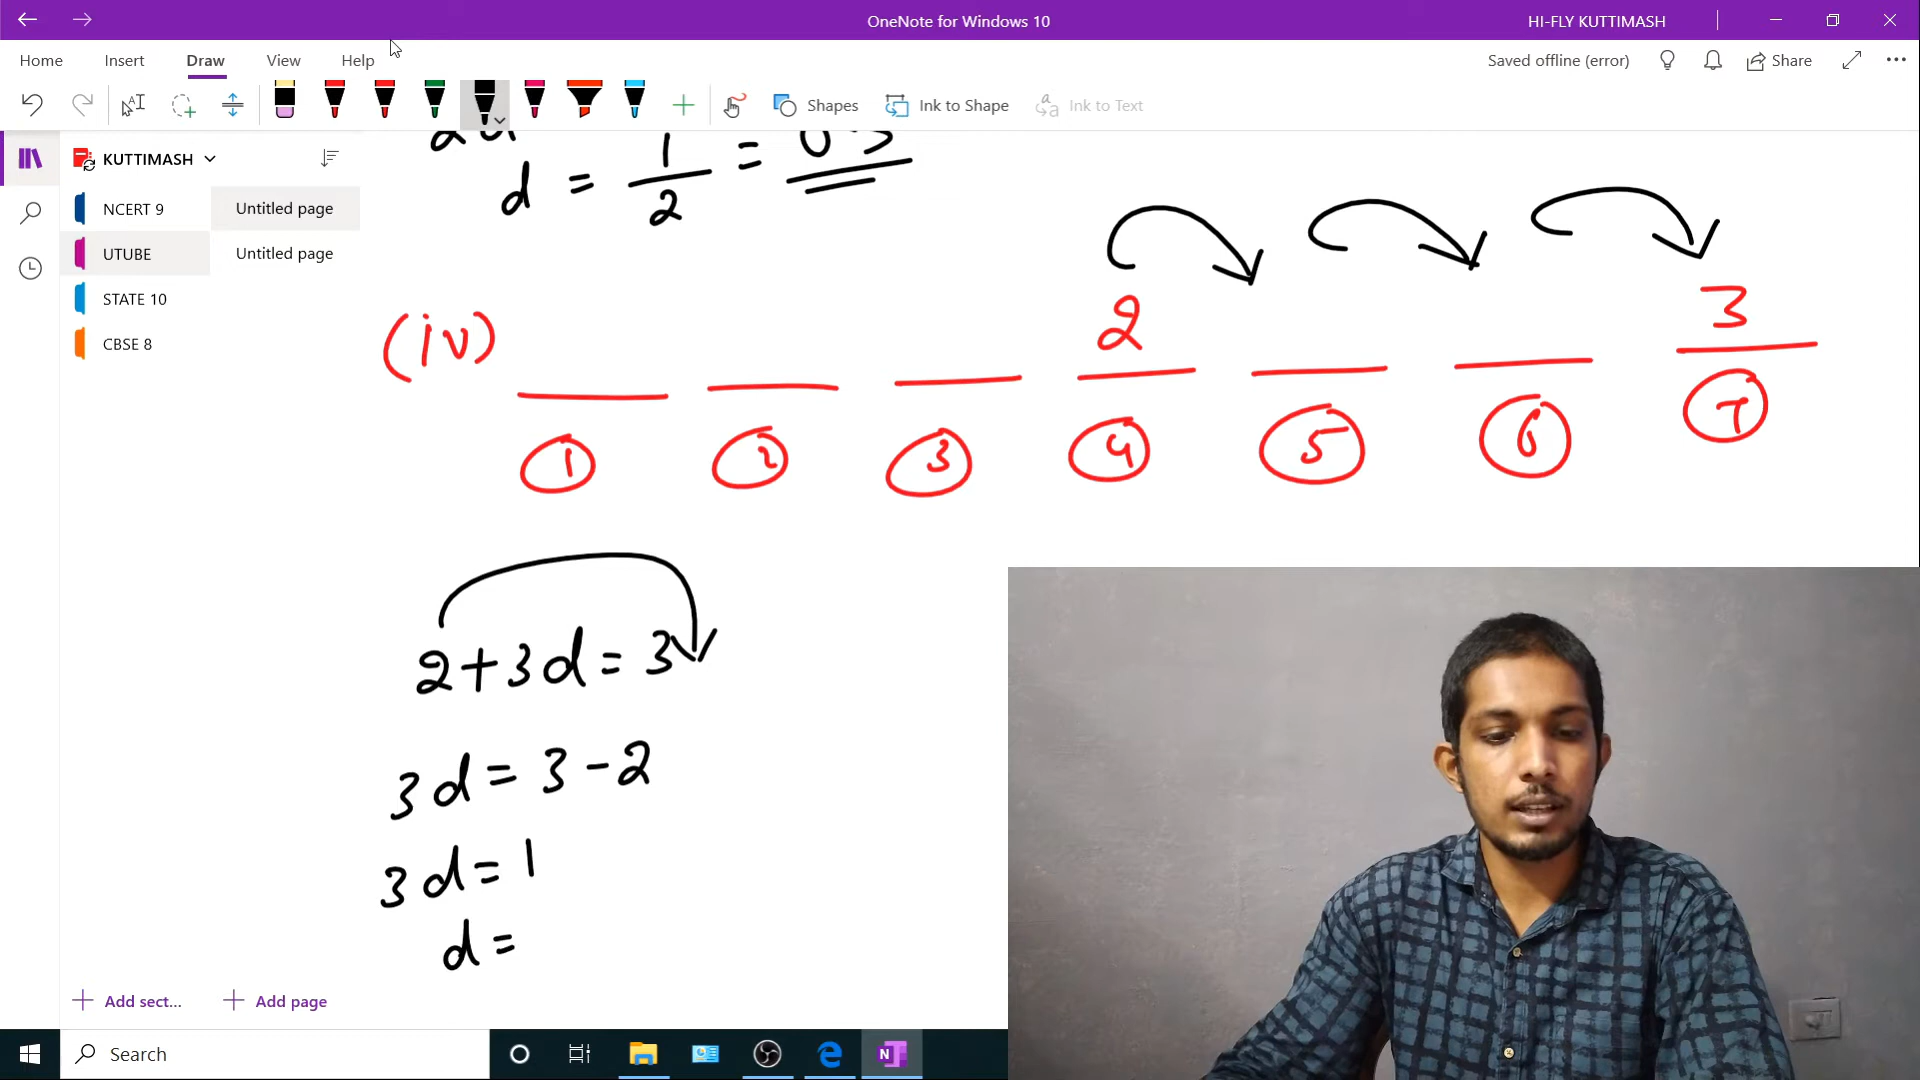 OneNote for Windows 10
HI-FLY KUTTIMASH
Home Insert Draw View Help
Saved offline (error) Share
Shapes Ink to Shape Ink to Text
KUTTIMASH
NCERT 9 Untitled page
UTUBE Untitled page
STATE 10
CBSE 8
d = 1/2 = 0.5
(iv) 2 3
1 2 3 4 5 6 7
2+3d=3
3d=3-2
3d=1
d=
Add sect... Add page
Search